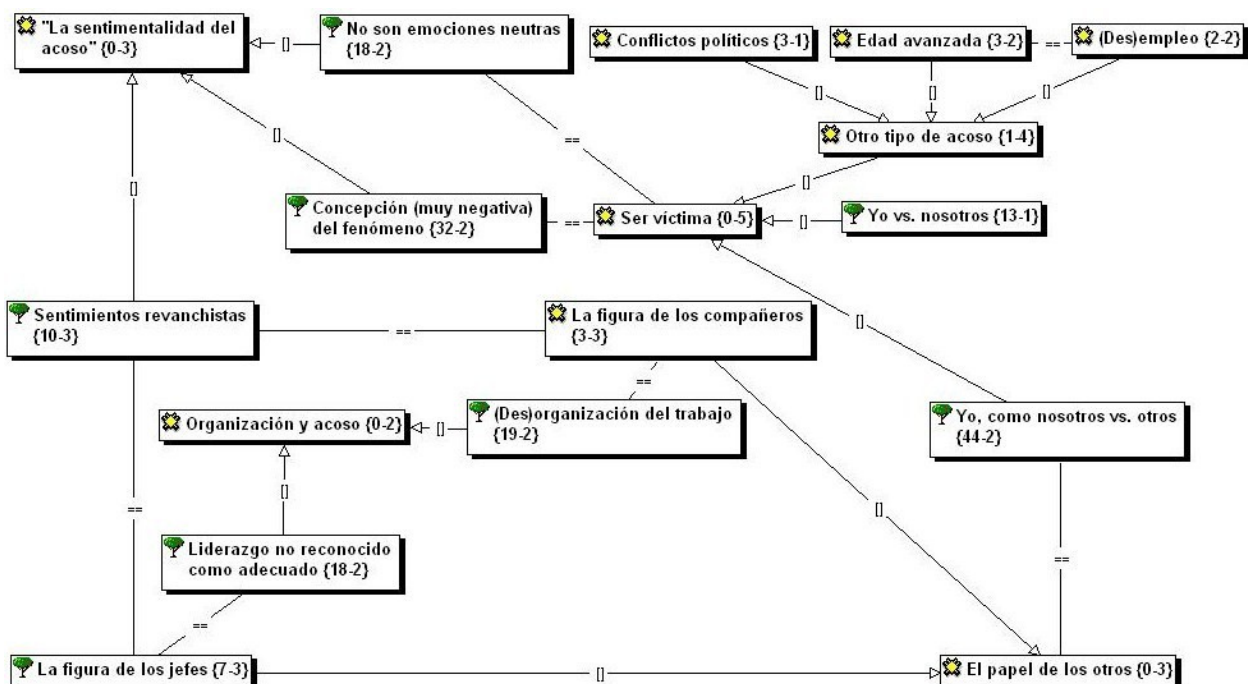 "La sentimentalidad del
acoso" {0-3}
No son emociones neutras
{18-2}
Conflictos políticos {3-1}
Edad avanzada {3-2}
==
(Des)empleo {2-2}
[]
[]
[]
[]
[]
==
Otro tipo de acoso {1-4}
[]
[]
Concepción (muy negativa)
del fenómeno {32-2}
==
Ser víctima {0-5}
[]
Yo vs. nosotros {13-1}
Sentimientos revanchistas
{10-3}
==
La figura de los compañeros
{3-3}
[]
==
Organización y acoso {0-2}
[]
(Des)organización del trabajo
{19-2}
Yo, como nosotros vs. otros
{44-2}
[]
[]
==
Liderazgo no reconocido
como adecuado {18-2}
==
==
La figura de los jefes {7-3}
[]
El papel de los otros {0-3}